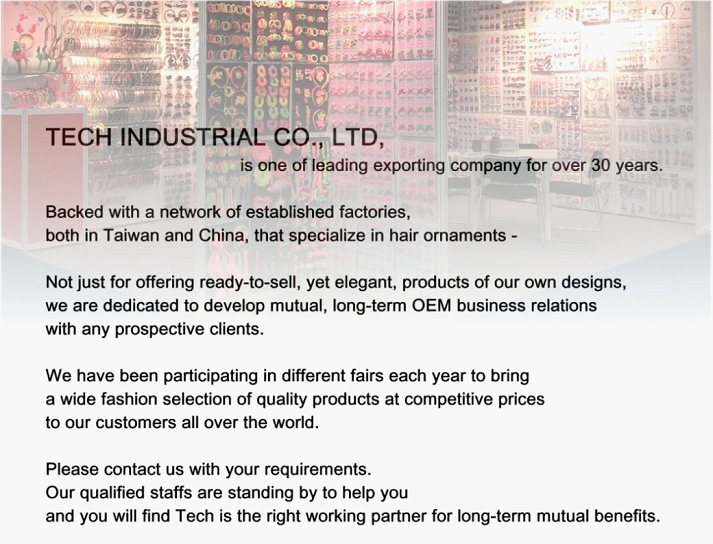 TECH INDUSTRIAL CO., LTD,
is one of leading exporting company for over 30 years.
Backed with a network of established factories,
both in Taiwan and China, that specialize in hair ornaments -
Not just for offering ready-to-sell, yet elegant, products of our own designs,
we are dedicated to develop mutual, long-term OEM business relations
with any prospective clients.
We have been participating in different fairs each year to bring
a wide fashion selection of quality products at competitive prices
to our customers all over the world.
Please contact us with your requirements.
Our qualified staffs are standing by to help you
and you will find Tech is the right working partner for long-term mutual benefits.